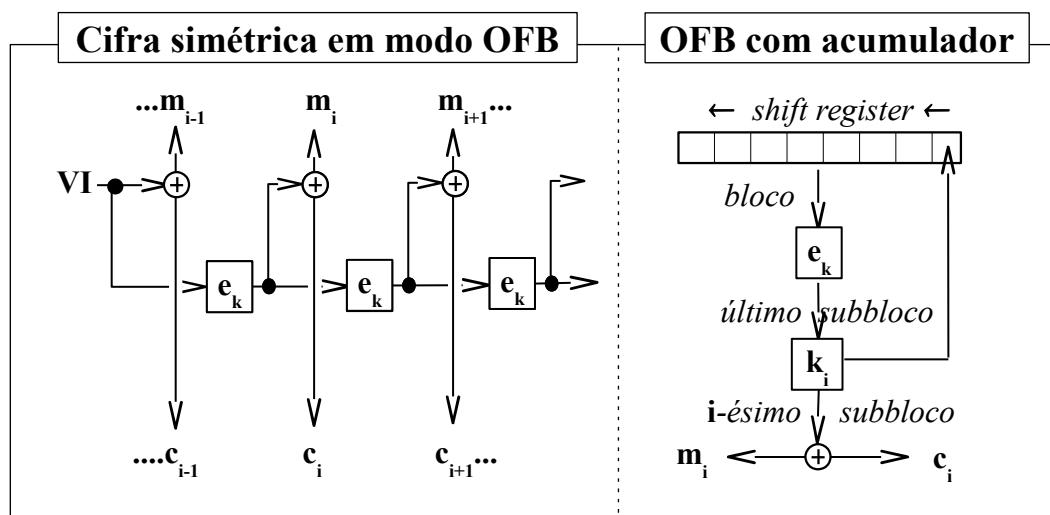 Cifra simétrica em modo OFB
...m i-1 m i m i+1...
VI
e k e k e k
....c i-1 c i c i+1...
OFB com acumulador
← shift register ←
bloco
e k
último subbloco
k i
i-ésimo subbloco
m i c i